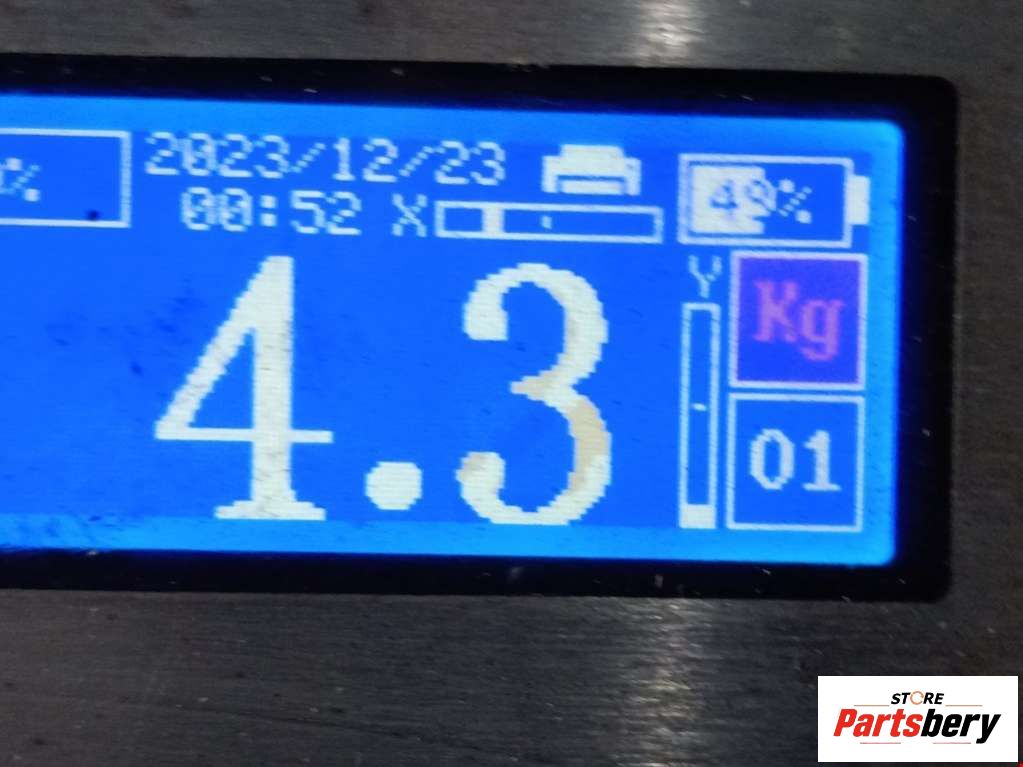 2023/12/23
49%
00:52 X
Y
Kg
4.3
01
STORE
Partsbery